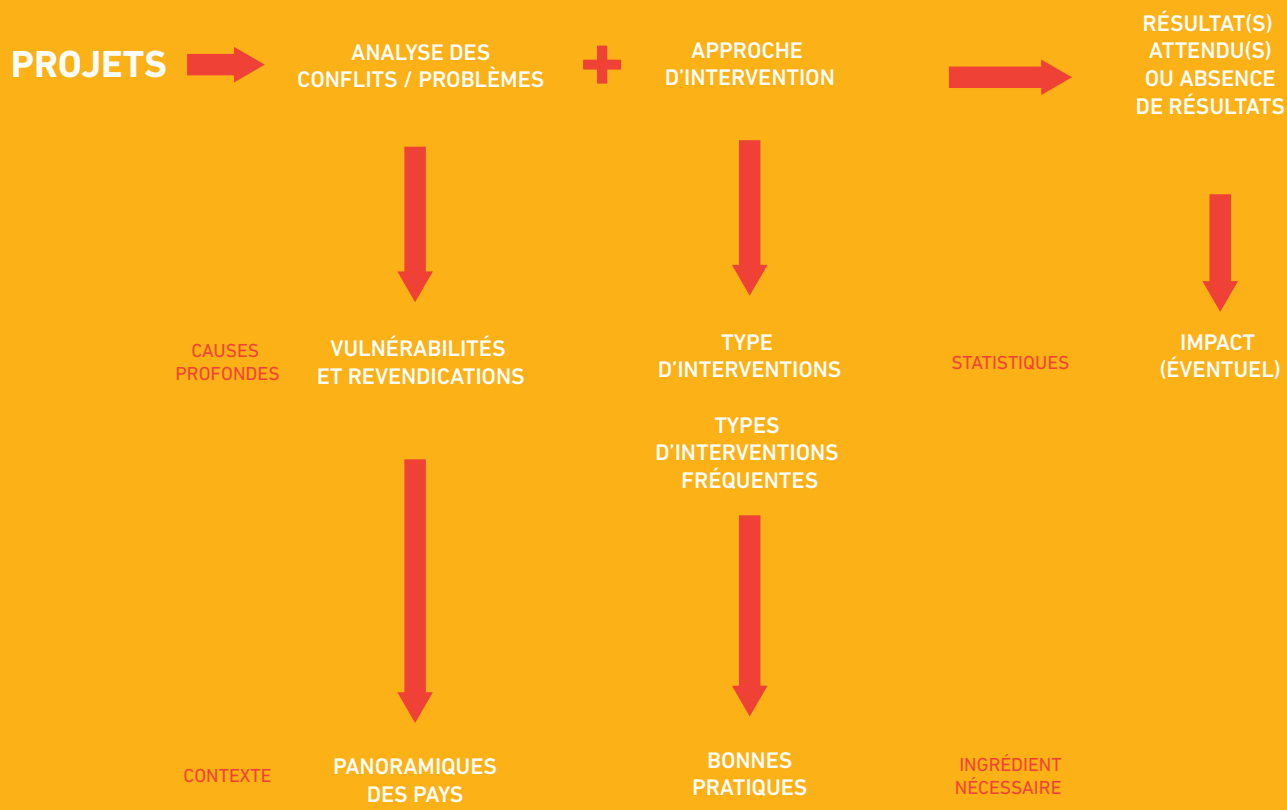 PROJETS
ANALYSE DES
CONFLITS / PROBLÈMES
APPROCHE
D'INTERVENTION
RÉSULTAT(S)
ATTENDU(S)
OU ABSENCE
DE RÉSULTATS
CAUSES
PROFONDES
VULNÉRABILITÉS
ET REVENDICATIONS
TYPE
D'INTERVENTIONS
STATISTIQUES
IMPACT
(ÉVENTUEL)
TYPES
D'INTERVENTIONS
FRÉQUENTES
CONTEXTE
PANORAMIQUES
DES PAYS
BONNES
PRATIQUES
INGRÉDIENT
NÉCESSAIRE